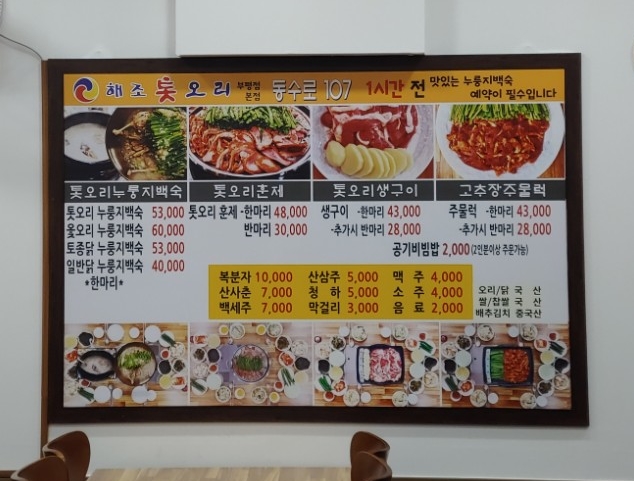 해조 톳 오리 부평점 본점 동수로 107 1시간 전 맛있는 누룽지백숙
예약이 필수입니다
톳오리누룽지백숙
톳오리 누룽지백숙 53,000
옻오리 누룽지백숙 60,000
토종닭 누룽지백숙 53,000
일반닭 누룽지백숙 40,000
*한마리*
톳오리훈제
톳오리 훈제 -한마리 48,000
반마리 30,000
톳오리생구이
생구이 -한마리 43,000
-추가시 반마리 28,000
고추장주물럭
주물럭 -한마리 43,000
-추가시 반마리 28,000
공기비빔밥 2,000 (2인분이상 주문가능)
복분자 10,000 산삼주 5,000 맥 주 4,000
산사춘 7,000 청 하 5,000 소 주 4,000
백세주 7,000 막걸리 3,000 음 료 2,000
오리/닭 국 산
쌀/찹쌀 국 산
배추김치 중국산